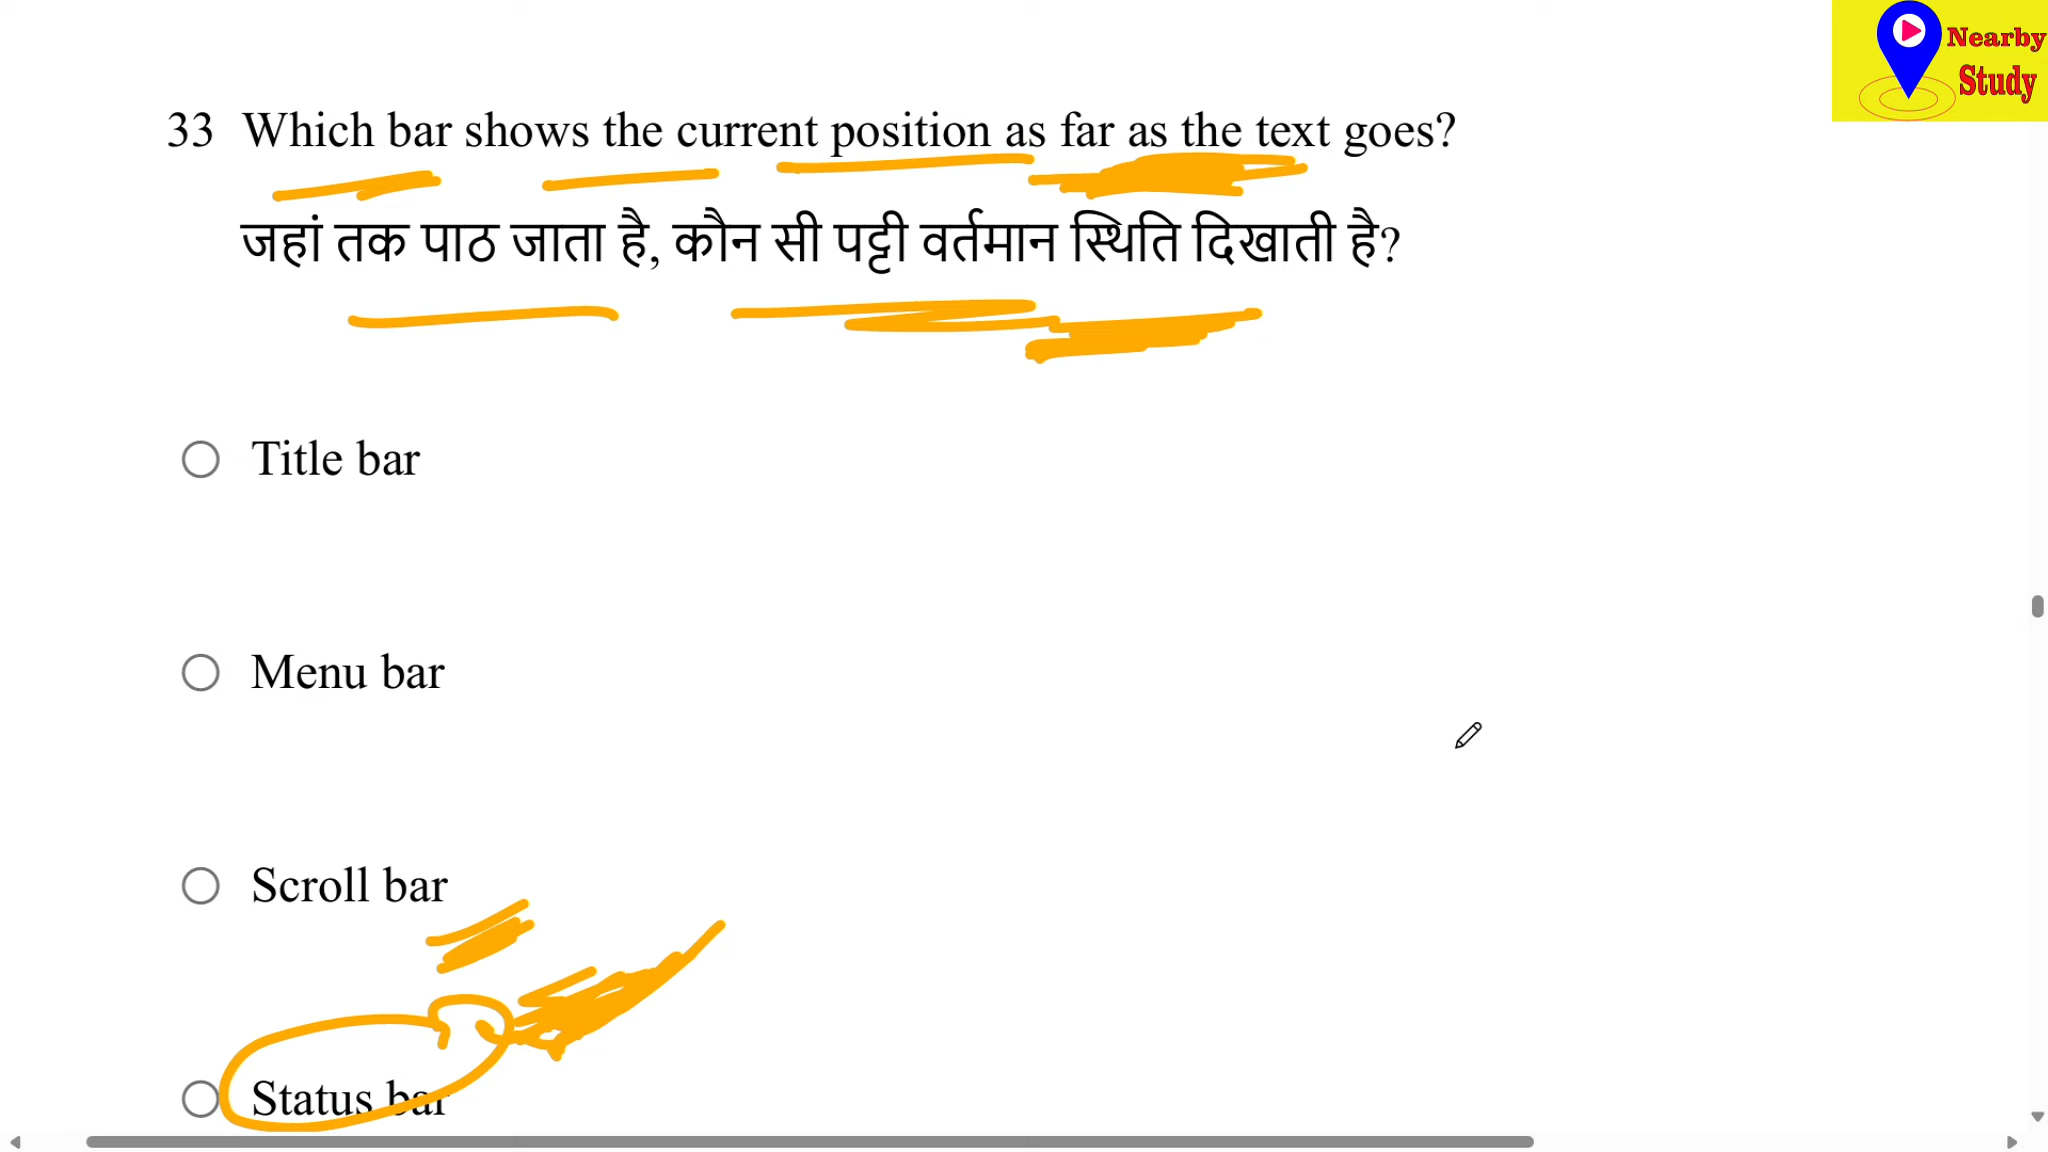 Nearby
Study
33 Which bar shows the current position as far as the text goes?
जहां तक पाठ जाता है, कौन सी पट्टी वर्तमान स्थिति दिखाती है?
Title bar
Menu bar
Scroll bar
Status bar